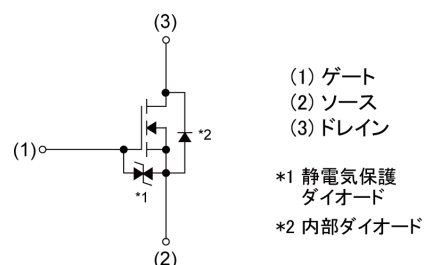 (3)
(1)
*2
*1
(2)
(1) ゲート
(2) ソース
(3) ドレイン
*1 静電気保護
ダイオード
*2 内部ダイオード